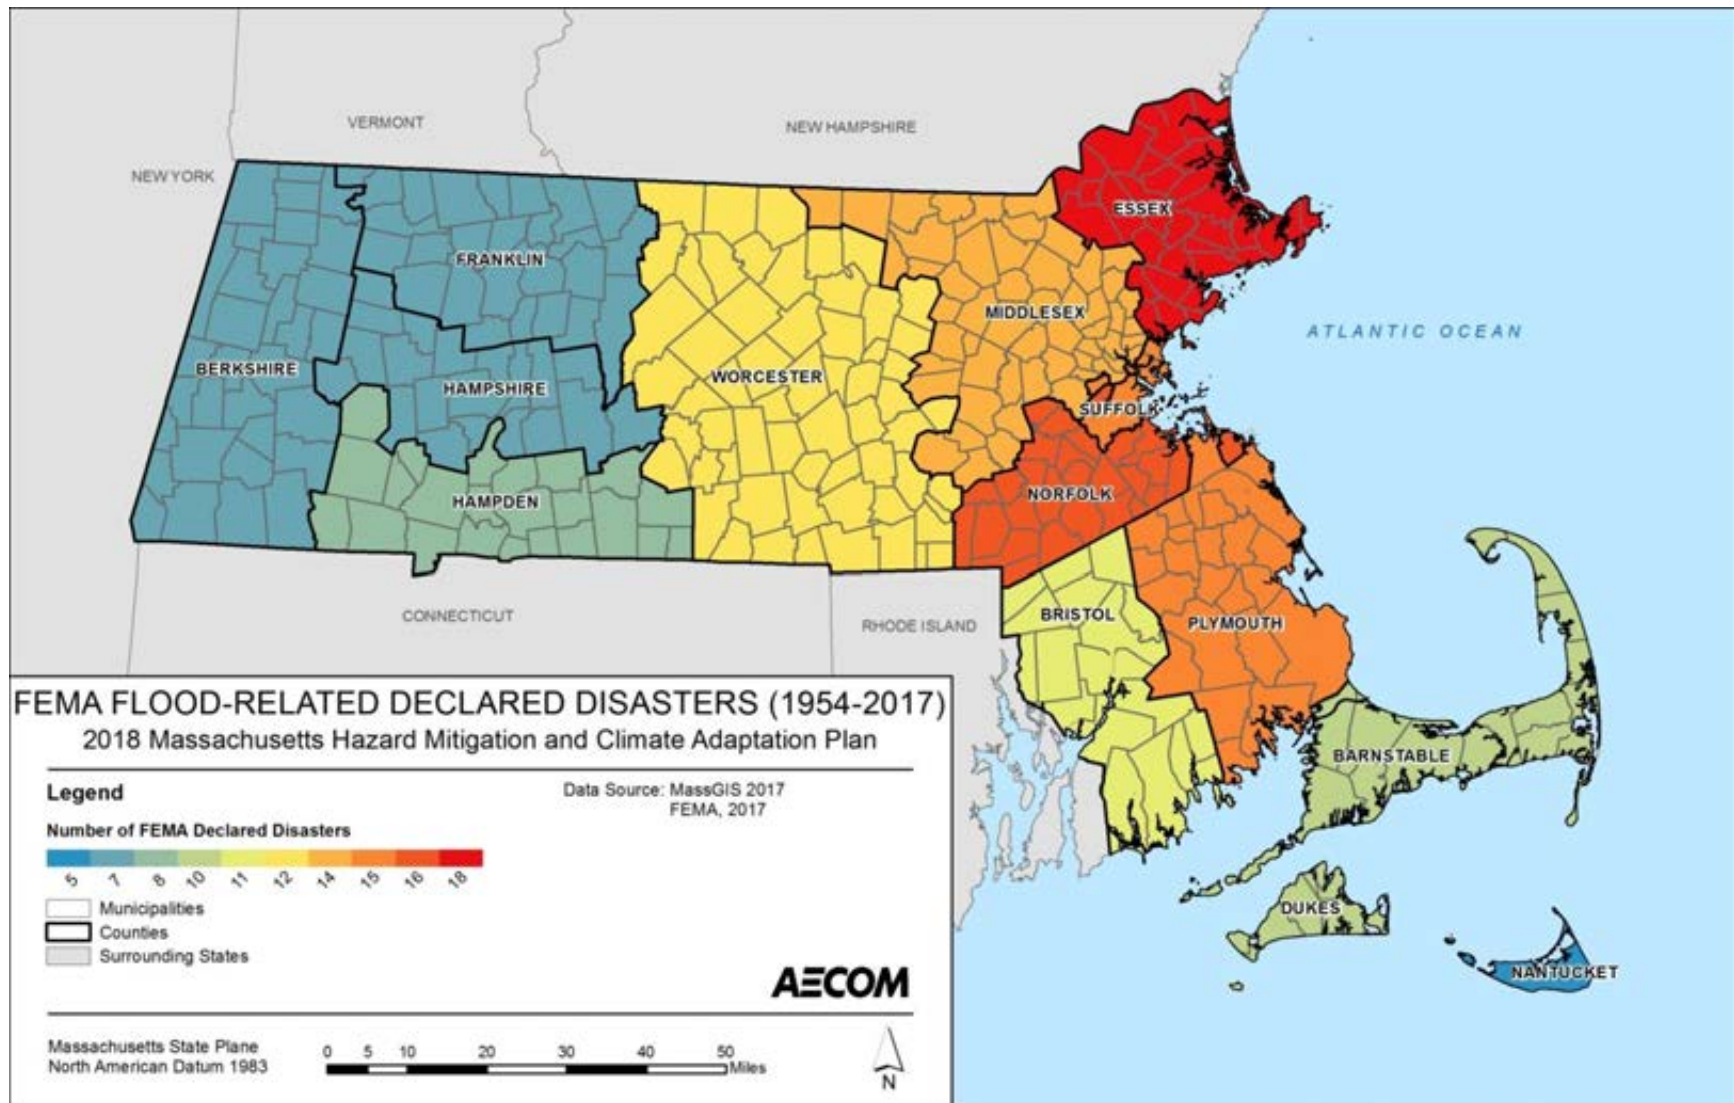 VERMONT
NEW HAMPSHIRE
NEW YORK
ESSEX
FRANKLIN
MIDDLESEX
ATLANTIC OCEAN
BERKSHIRE
WORCESTER
HAMPSHIRE
SUFFOLK
NORFOLK
HAMPDEN
CONNECTICUT
RHODE ISLAND
BRISTOL
PLYMOUTH
BARNSTABLE
DUKES
NANTUCKET
FEMA FLOOD-RELATED DECLARED DISASTERS (1954-2017)
2018 Massachusetts Hazard Mitigation and Climate Adaptation Plan
Legend
Data Source: MassGIS 2017
FEMA, 2017
Number of FEMA Declared Disasters
5 7 8 10 11 12 14 15 16 18
Municipalities
Counties
Surrounding States
AECOM
Massachusetts State Plane
North American Datum 1983
0 5 10 20 30 40 50
Miles
N